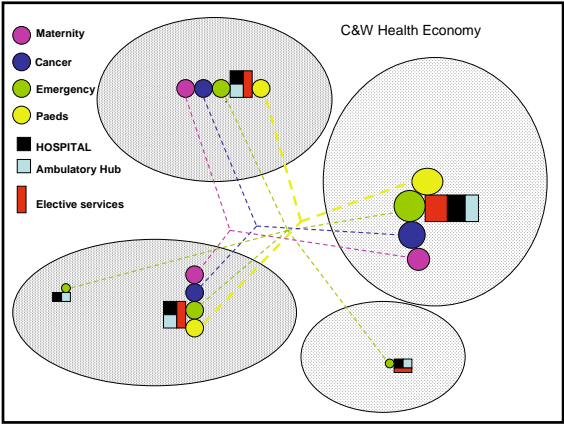 C&W Health Economy
Maternity
Cancer
Emergency
Paeds
HOSPITAL
Ambulatory Hub
Elective services